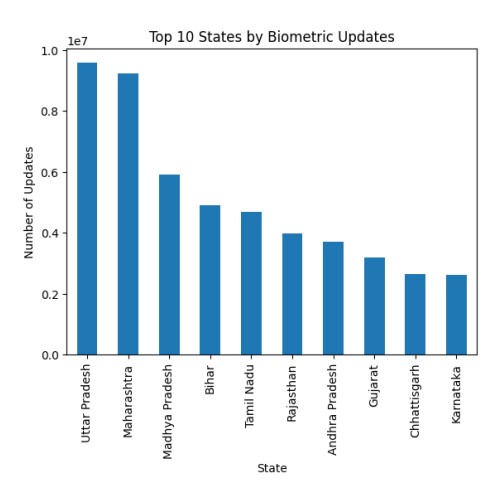 Top 10 States by Biometric Updates
1e7
1.0
0.8
0.6
0.4
0.2
0.0
Number of Updates
Uttar Pradesh
Maharashtra
Madhya Pradesh
Bihar
Tamil Nadu
Rajasthan
Andhra Pradesh
Gujarat
Chhattisgarh
Karnataka
State